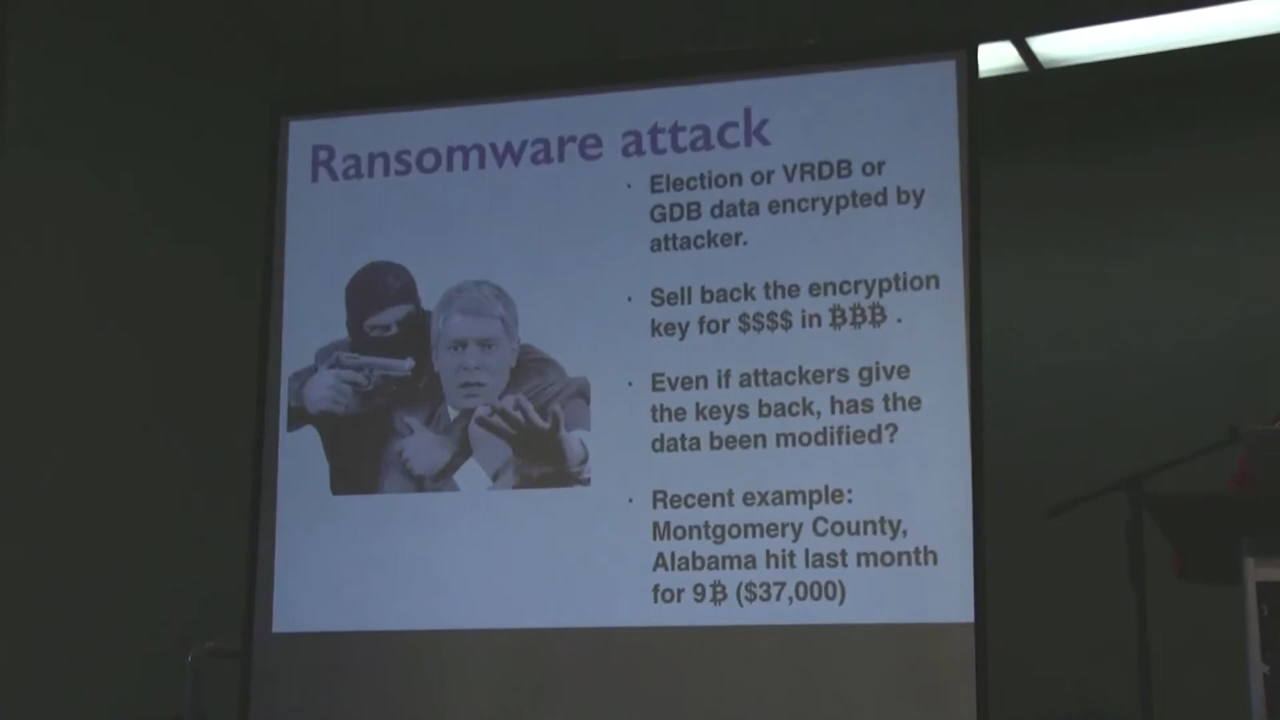 Ransomware attack
· Election or VRDB or
GDB data encrypted by
attacker.
· Sell back the encryption
key for $$$$ in ₿₿₿ .
· Even if attackers give
the keys back, has the
data been modified?
· Recent example:
Montgomery County,
Alabama hit last month
for 9₿ ($37,000)